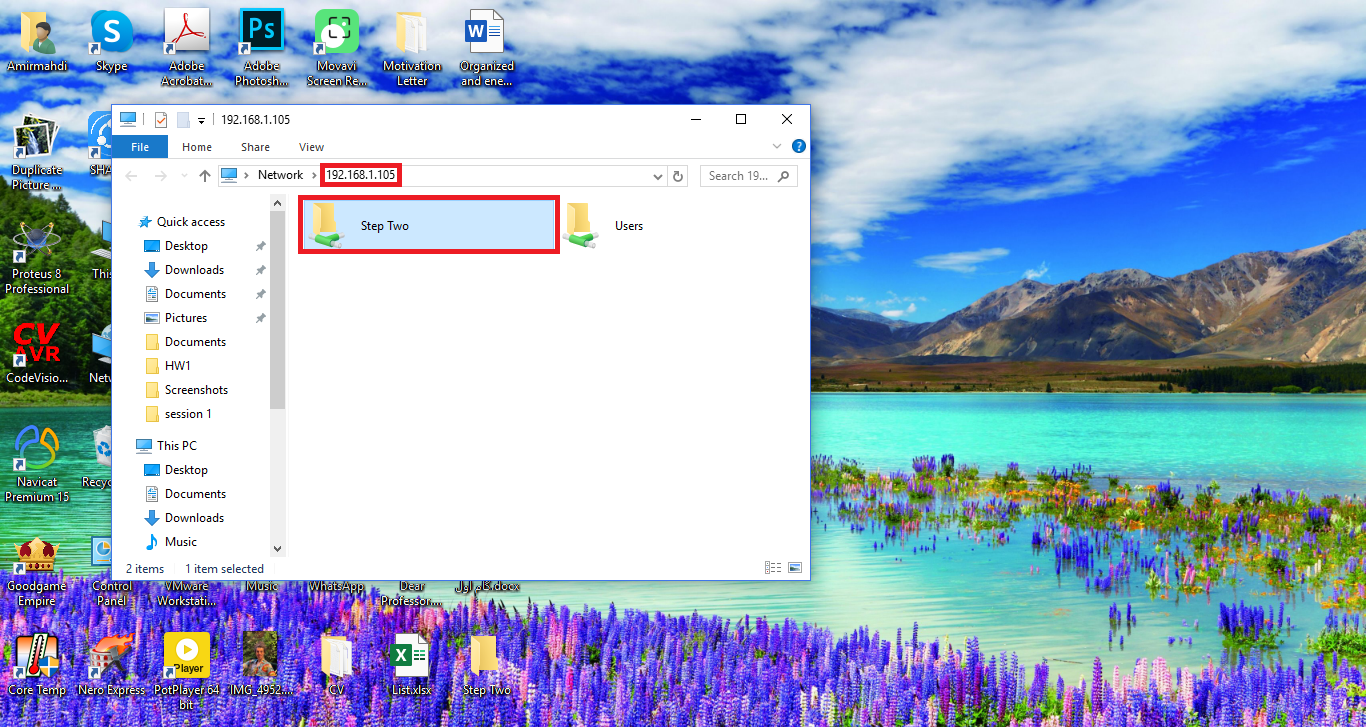 Amirmahdi
Skype
Adobe
Acrobat...
Ps
Adobe
Photosh...
Movavi
Screen Re...
Motivation
Letter
W
Organized
and ene...
192.168.1.105
File
Home
Share
View
?
Network
192.168.1.105
Search 19...
Quick access
Desktop
Downloads
Documents
Pictures
Documents
HW1
Screenshots
session 1
This PC
Desktop
Documents
Downloads
Music
Step Two
Users
2 items
1 item selected
Duplicate
Picture ...
SHA
Proteus 8
Professional
This
CV
AVR
CodeVisio...
Netw
Navicat
Premium 15
Recyc
Goodgame
Empire
Control
Panel
VMware
Workstati...
Music
WhatsApp
Dear
Professor....
Core Temp
Nero Express
Player
PotPlayer 64
bit
IMG_4952....
CV
X
List.xlsx
Step Two